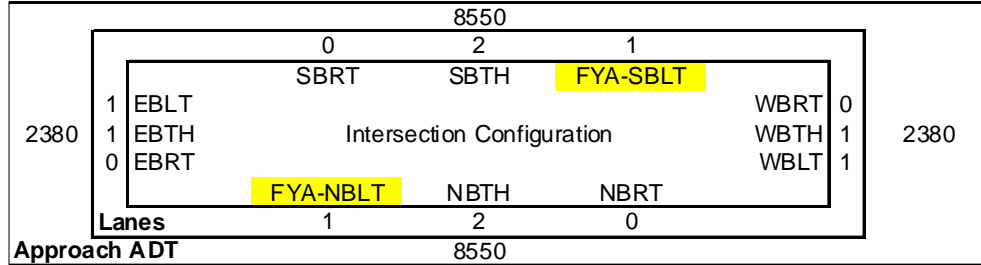 8550
0 2 1
SBRT SBTH FYA-SBLT
1 EBLT WBRT 0
2380 1 EBTH Intersection Configuration WBTH 1 2380
0 EBRT WBLT 1
FYA-NBLT NBTH NBRT
Lanes 1 2 0
Approach ADT 8550